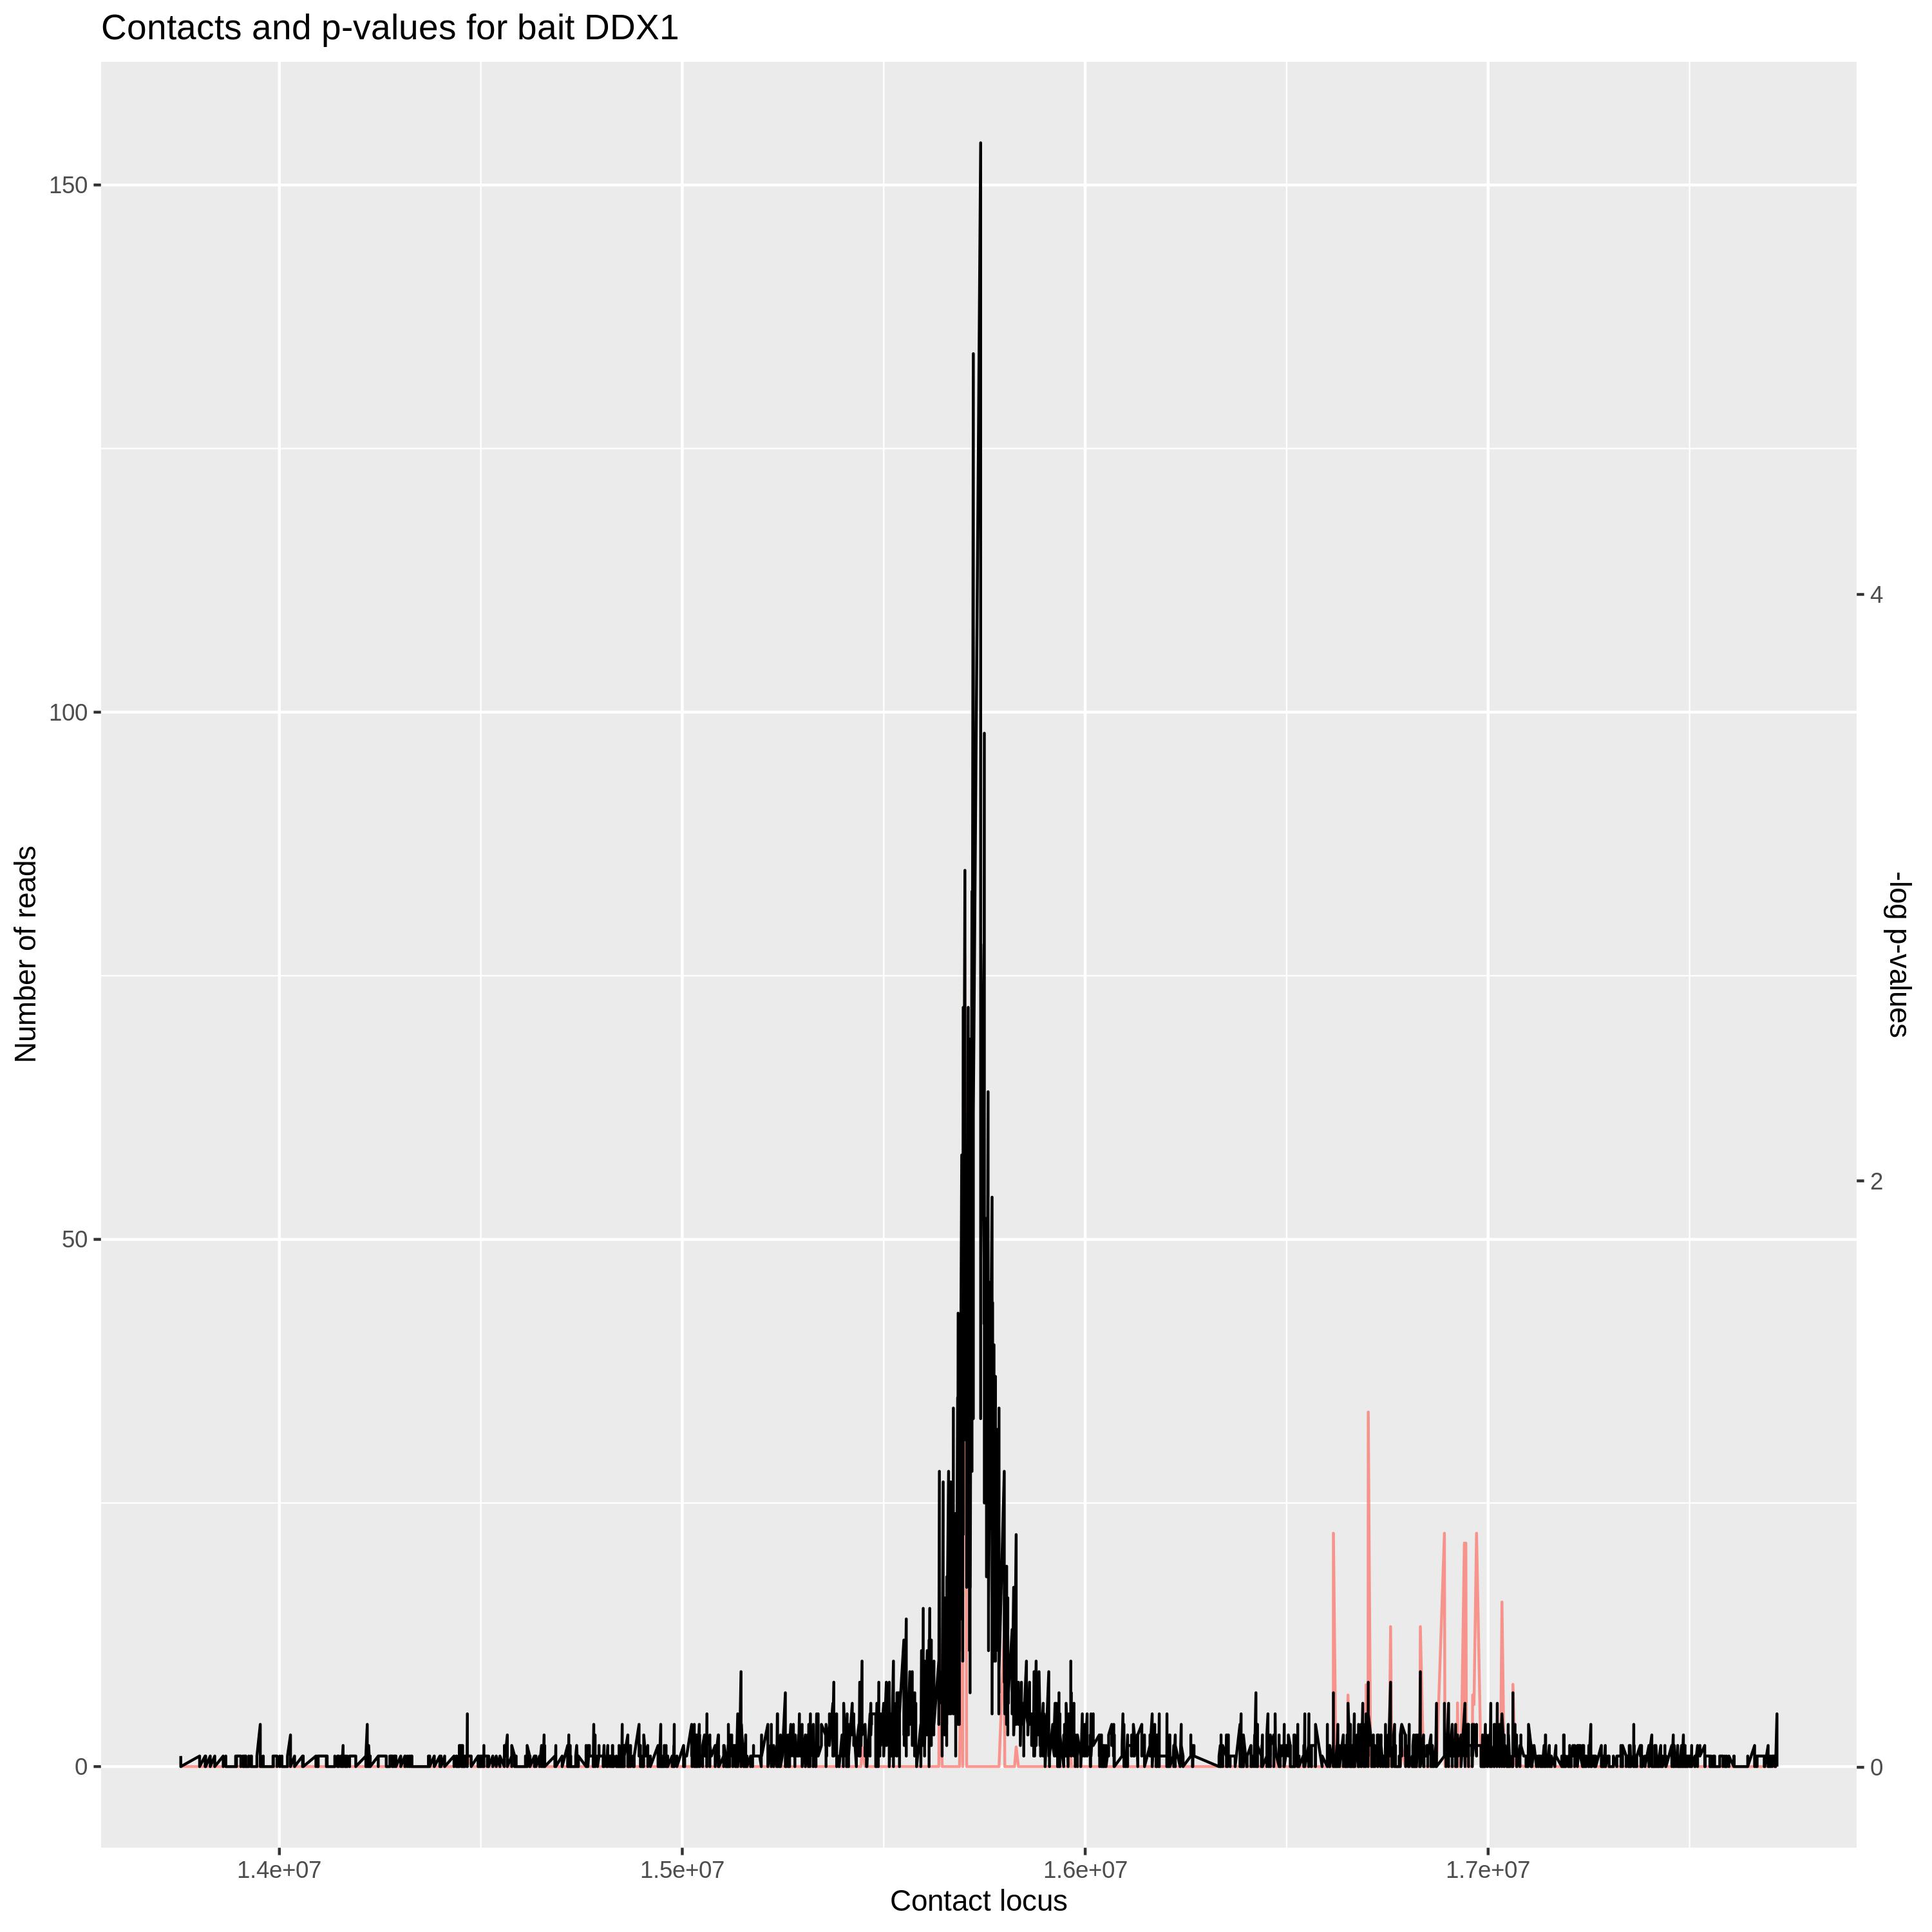 Contacts and p-values for bait DDX1
150
100
50
0
Number of reads
4
2
0
-log p-values
1.4e+07
1.5e+07
1.6e+07
1.7e+07
Contact locus